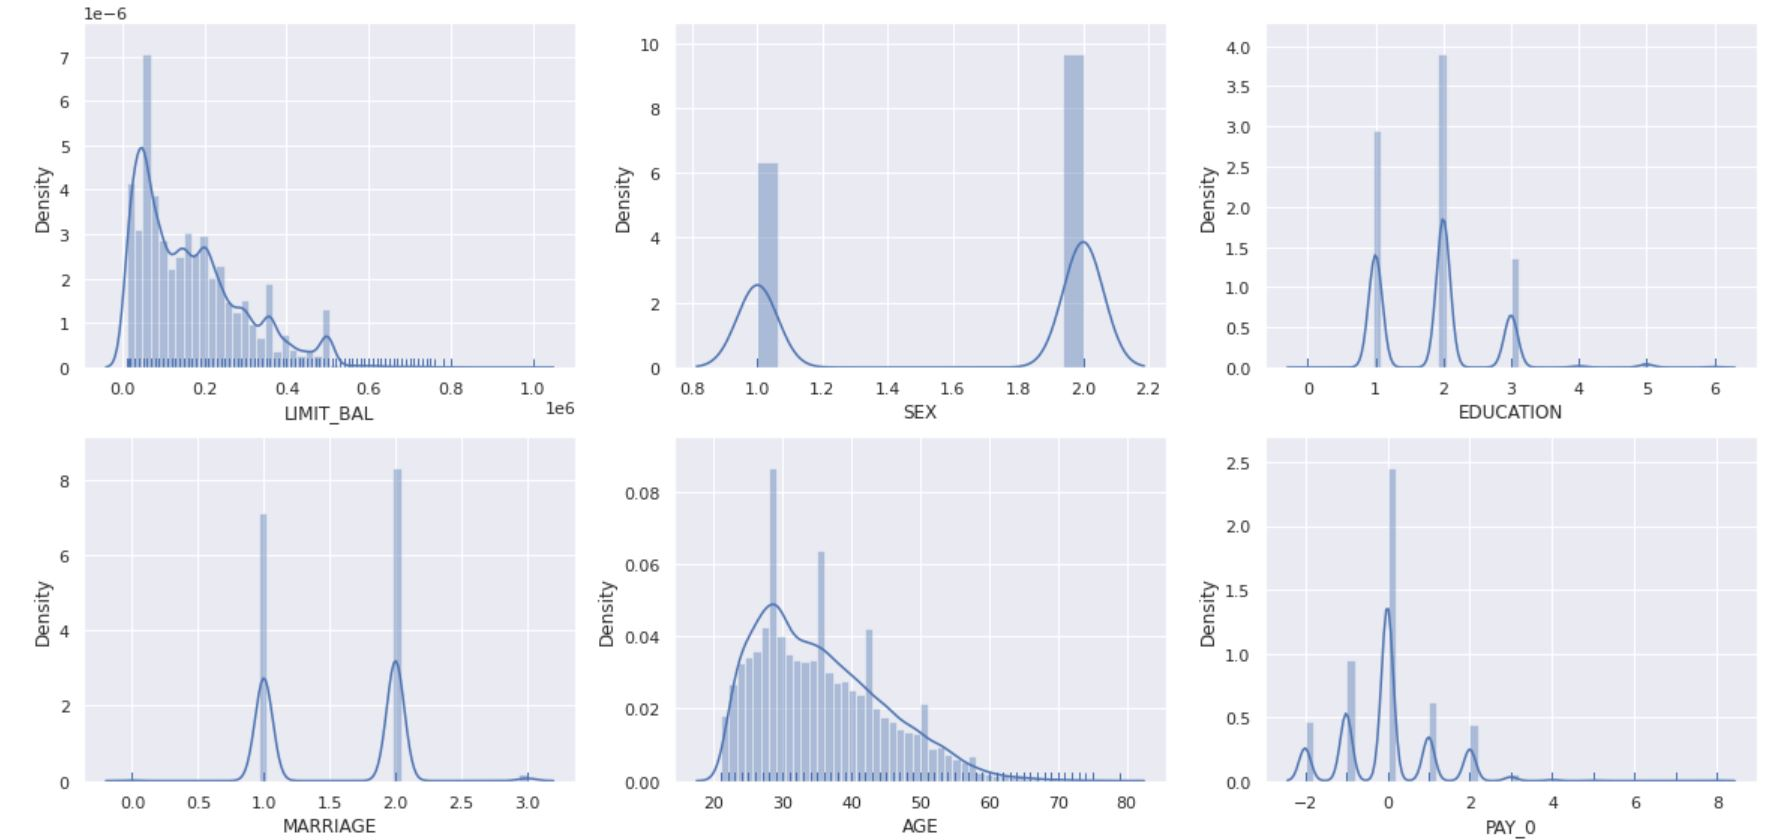 1e−6
7
6
5
4
3
2
1
0
Density
0.0 0.2 0.4 0.6 0.8 1.0
1e6
LIMIT_BAL
10
8
6
4
2
0
Density
0.8 1.0 1.2 1.4 1.6 1.8 2.0 2.2
SEX
4.0
3.5
3.0
2.5
2.0
1.5
1.0
0.5
0.0
Density
0 1 2 3 4 5 6
EDUCATION
8
6
4
2
0
Density
0.0 0.5 1.0 1.5 2.0 2.5 3.0
MARRIAGE
0.08
0.06
0.04
0.02
0.00
Density
20 30 40 50 60 70 80
AGE
2.5
2.0
1.5
1.0
0.5
0.0
Density
−2 0 2 4 6 8
PAY_0